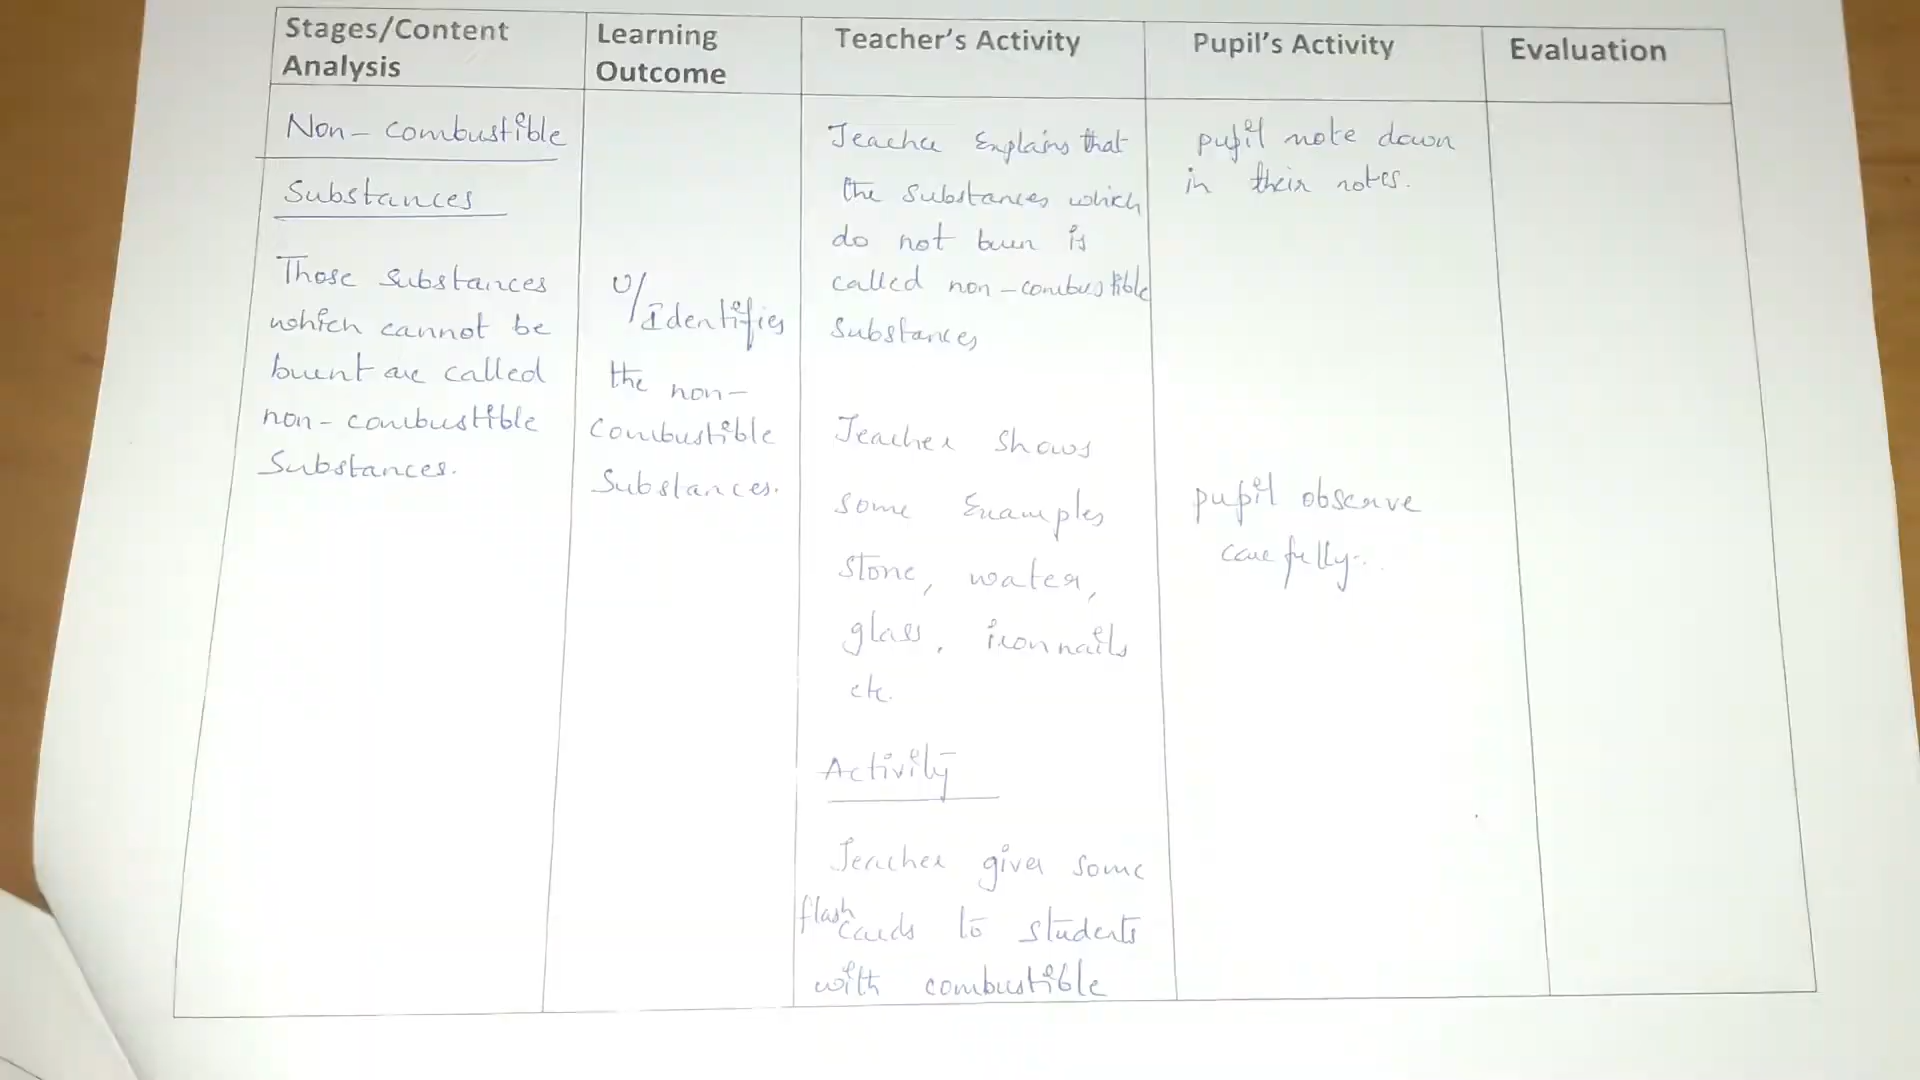 Stages/Content
Analysis
Learning
Outcome
Teacher's Activity
Pupil's Activity
Evaluation
Non-combustible
Substances
Those substances
which cannot be
burnt are called
non-combustible
Substances.
Identifies
the non-
combustible
Substances.
Teacher Explains that
the substances which
do not burn is
called non-combustible
Substances
Teacher shows
some Examples
stone, water,
glass, iron nails
etc.
Activity
Teacher gives some
flash cards to students
with combustible
pupil note down
in their notes.
pupil observe
carefully.